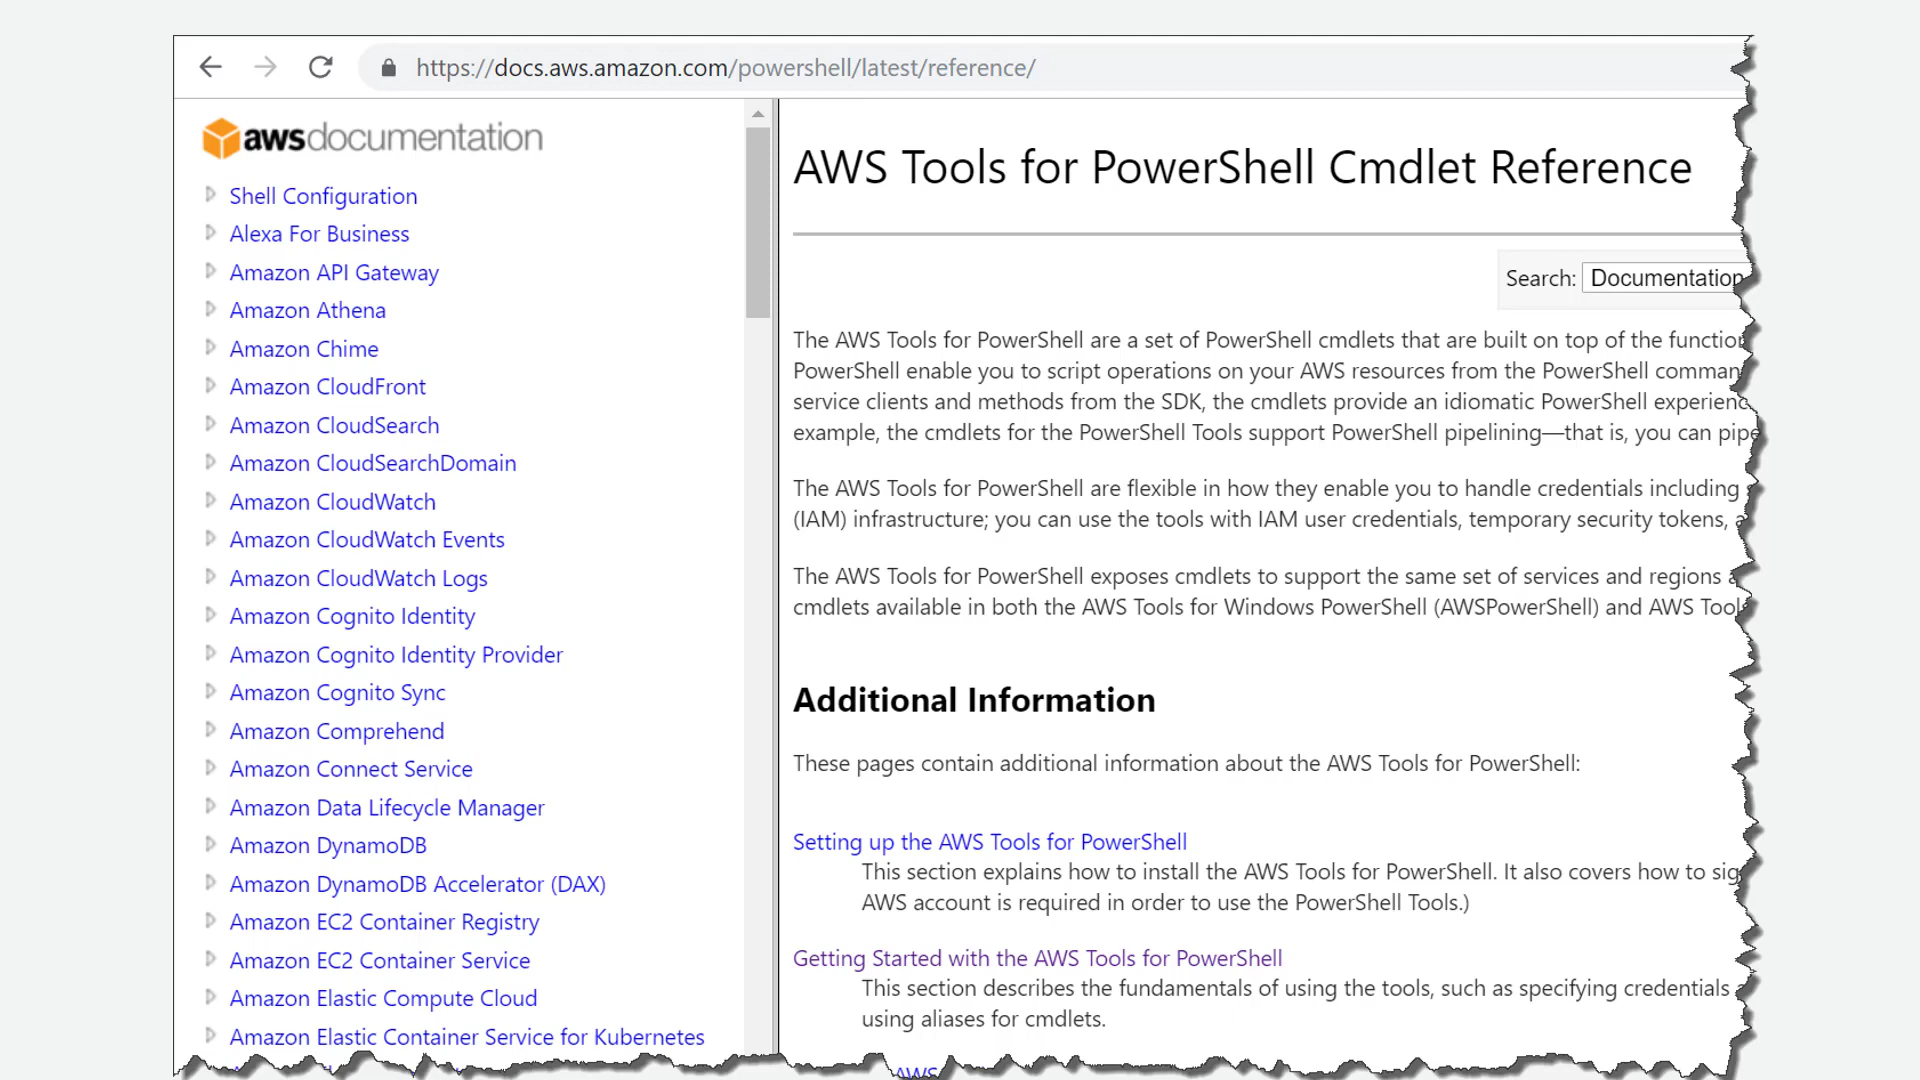 https://docs.aws.amazon.com/powershell/latest/reference/
awsdocumentation
Shell Configuration
Alexa For Business
Amazon API Gateway
Amazon Athena
Amazon Chime
Amazon CloudFront
Amazon CloudSearch
Amazon CloudSearchDomain
Amazon CloudWatch
Amazon CloudWatch Events
Amazon CloudWatch Logs
Amazon Cognito Identity
Amazon Cognito Identity Provider
Amazon Cognito Sync
Amazon Comprehend
Amazon Connect Service
Amazon Data Lifecycle Manager
Amazon DynamoDB
Amazon DynamoDB Accelerator (DAX)
Amazon EC2 Container Registry
Amazon EC2 Container Service
Amazon Elastic Compute Cloud
Amazon Elastic Container Service for Kubernetes
AWS Tools for PowerShell Cmdlet Reference
Search: Documentation
The AWS Tools for PowerShell are a set of PowerShell cmdlets that are built on top of the
PowerShell enable you to script operations on your AWS resources from the PowerShell
service clients and methods from the SDK, the cmdlets provide an idiomatic PowerShell
example, the cmdlets for the PowerShell Tools support PowerShell pipelining—that is, you can pipe
The AWS Tools for PowerShell are flexible in how they enable you to handle credentials including
(IAM) infrastructure; you can use the tools with IAM user credentials, temporary security tokens,
The AWS Tools for PowerShell exposes cmdlets to support the same set of services and regions
cmdlets available in both the AWS Tools for Windows PowerShell (AWSPowerShell) and AWS
Additional Information
These pages contain additional information about the AWS Tools for PowerShell:
Setting up the AWS Tools for PowerShell
This section explains how to install the AWS Tools for PowerShell. It also covers how to
AWS account is required in order to use the PowerShell Tools.)
Getting Started with the AWS Tools for PowerShell
This section describes the fundamentals of using the tools, such as specifying credentials
using aliases for cmdlets.
AWS